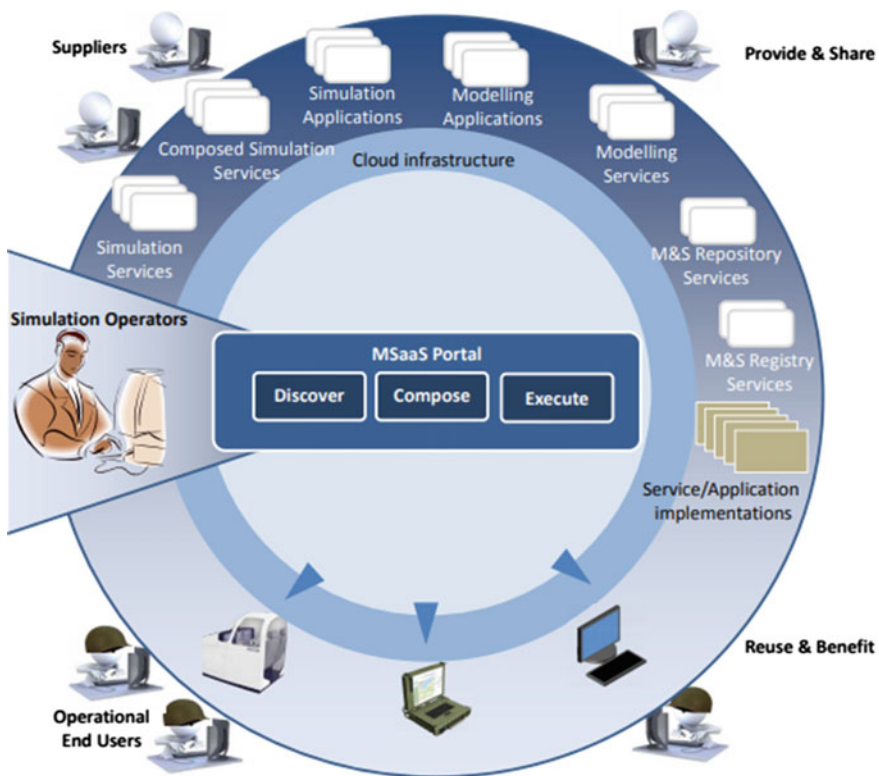 Suppliers
Provide & Share
Simulation
Applications
Modelling
Applications
Composed Simulation
Services
Cloud infrastructure
Modelling
Services
Simulation
Services
M&S Repository
Services
Simulation Operators
MSaaS Portal
Discover
Compose
Execute
M&S Registry
Services
Service/Application
implementations
Reuse & Benefit
Operational
End Users